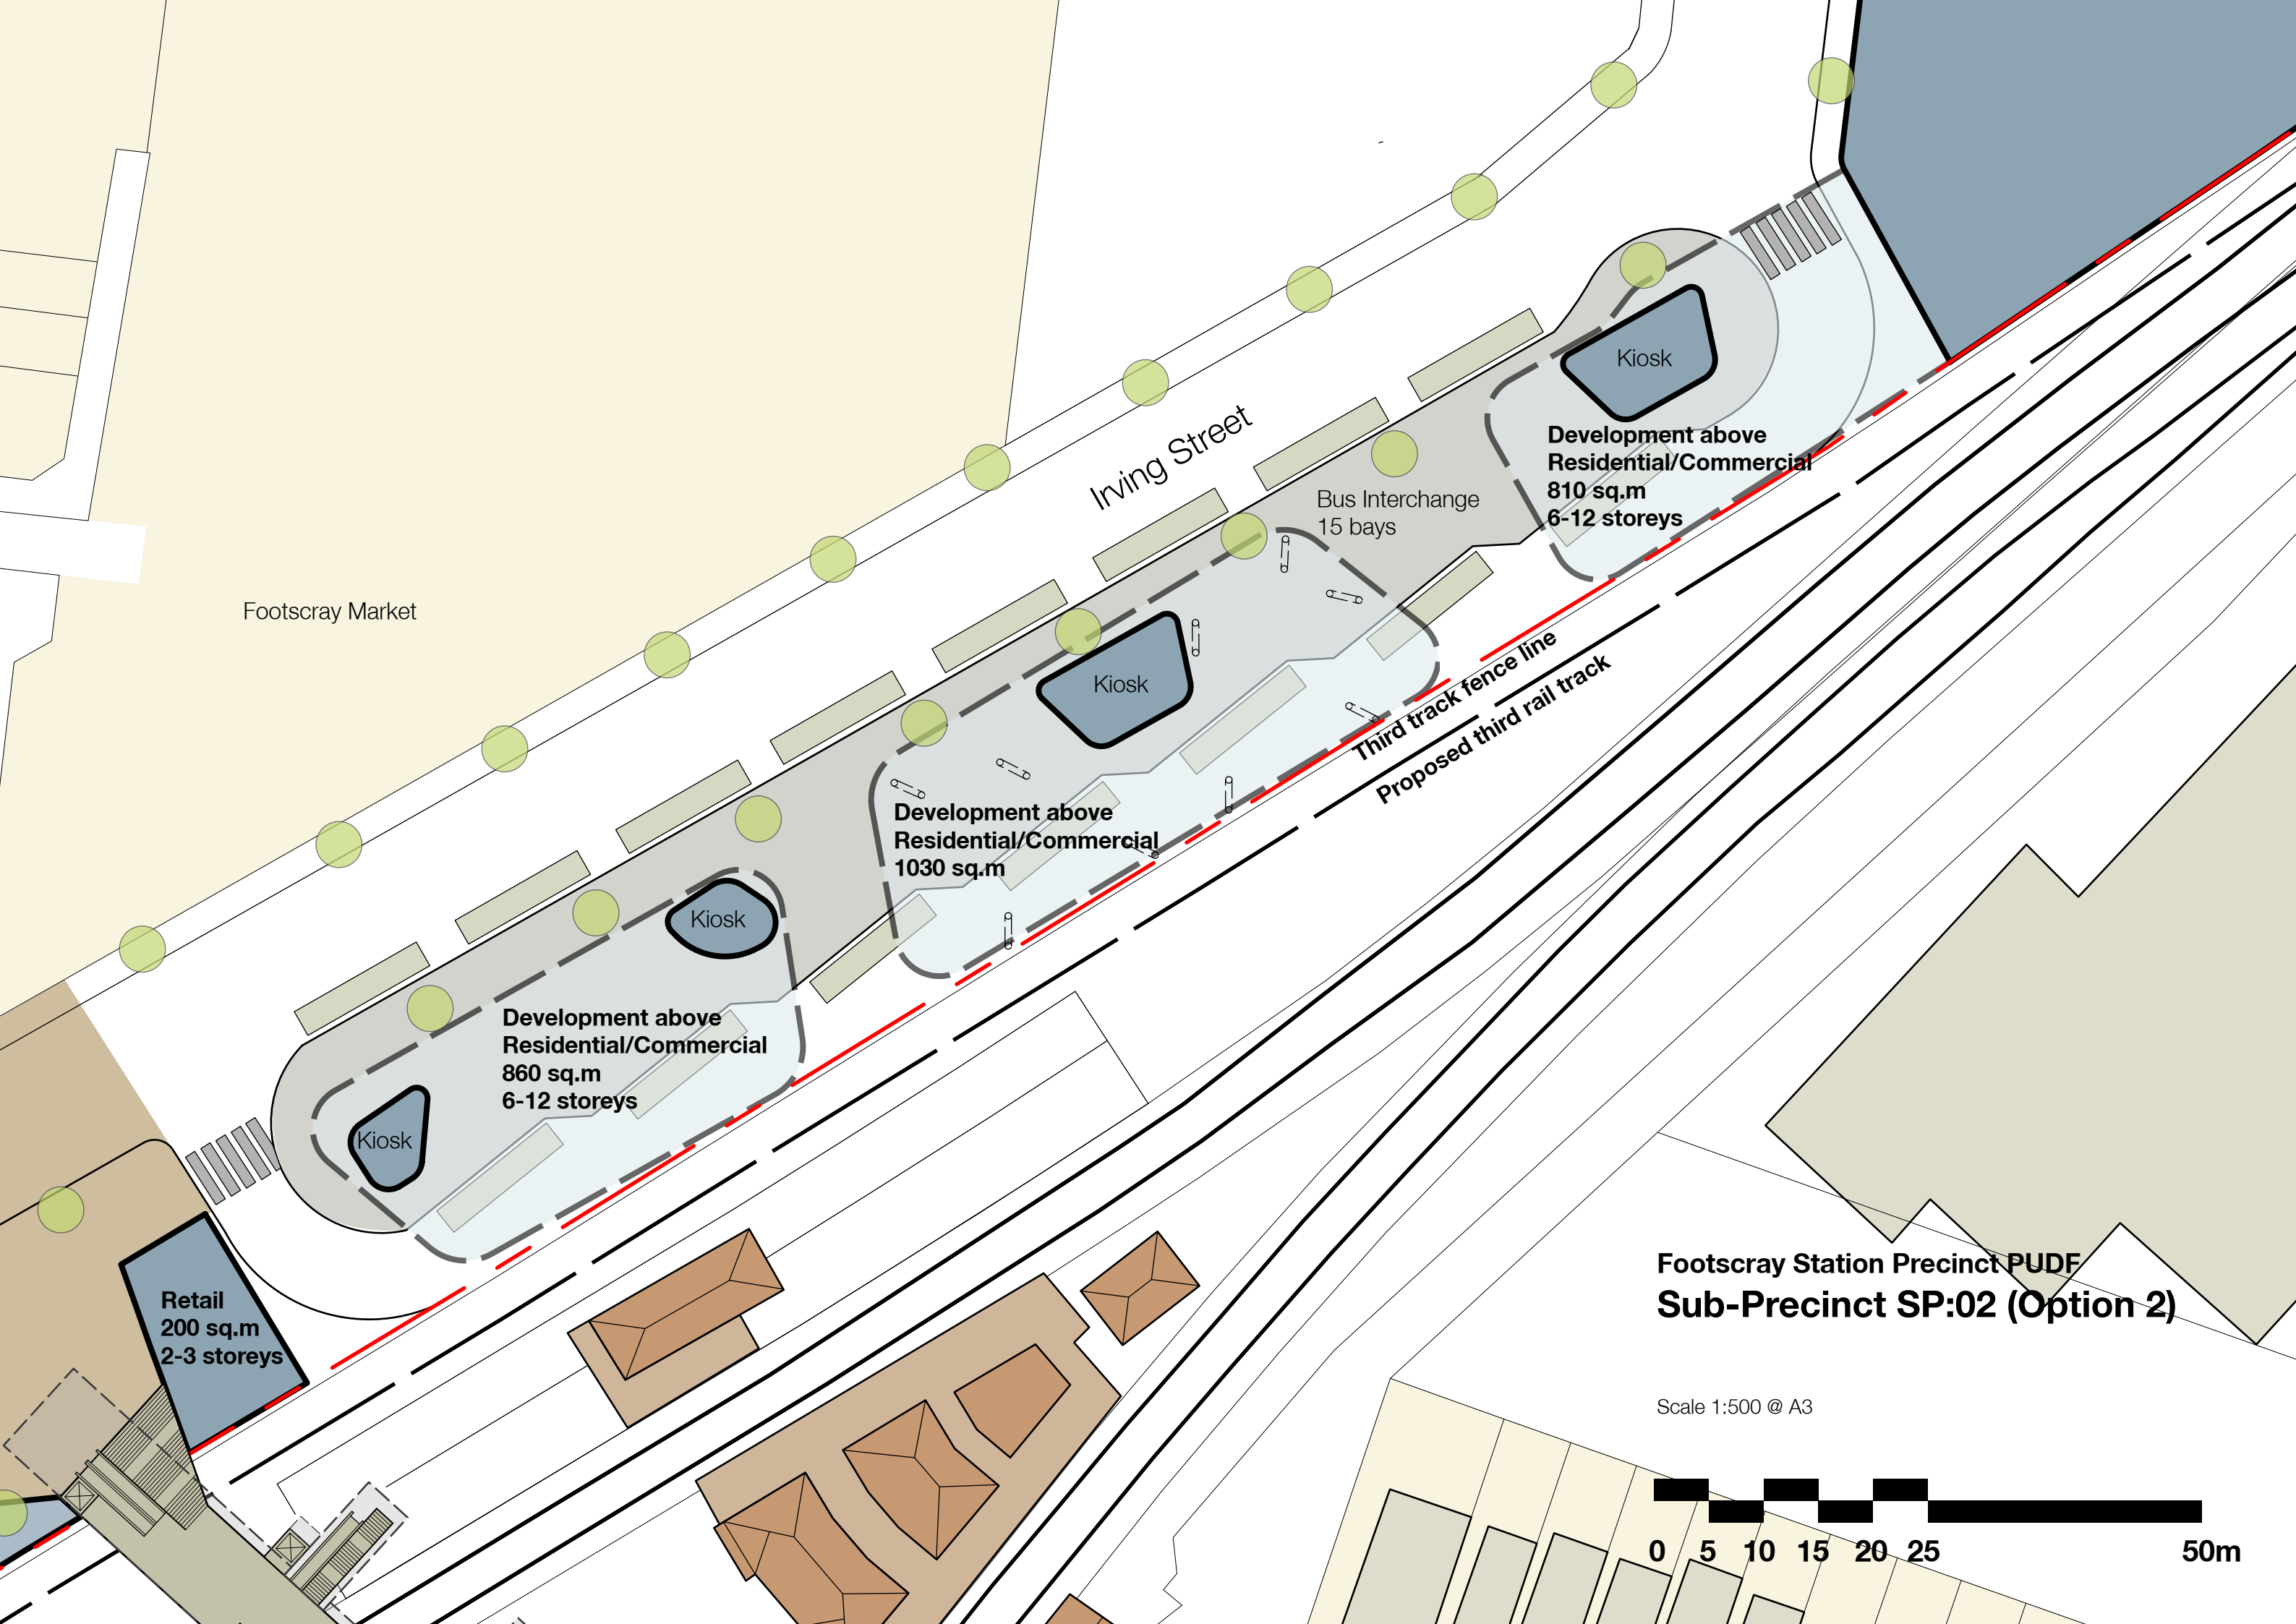 Irving Street
Kiosk
Development above
Residential/Commercial
810 sq.m
6-12 storeys
Bus Interchange
15 bays
Footscray Market
Kiosk
Third track fence line
Proposed third rail track
Development above
Residential/Commercial
1030 sq.m
Kiosk
Development above
Residential/Commercial
860 sq.m
6-12 storeys
Kiosk
Retail
200 sq.m
2-3 storeys
Footscray Station Precinct PUDF
Sub-Precinct SP:02 (Option 2)
Scale 1:500 @ A3
0 5 10 15 20 25 50m